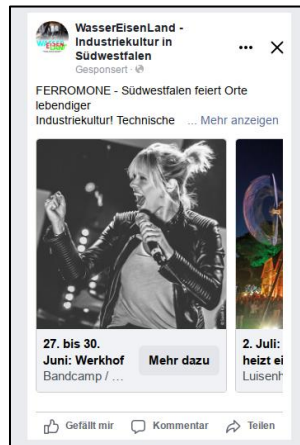 WasserEisenLand -
Industriekultur in
Südwestfalen
Gesponsert ·
FERROMONE - Südwestfalen feiert Orte
lebendiger
Industriekultur! Technische ... Mehr anzeigen
27. bis 30.
Juni: Werkhof
Bandcamp / ...
Mehr dazu
2. Juli:
heizt ei
Luisenh
Gefällt mir Kommentar Teilen